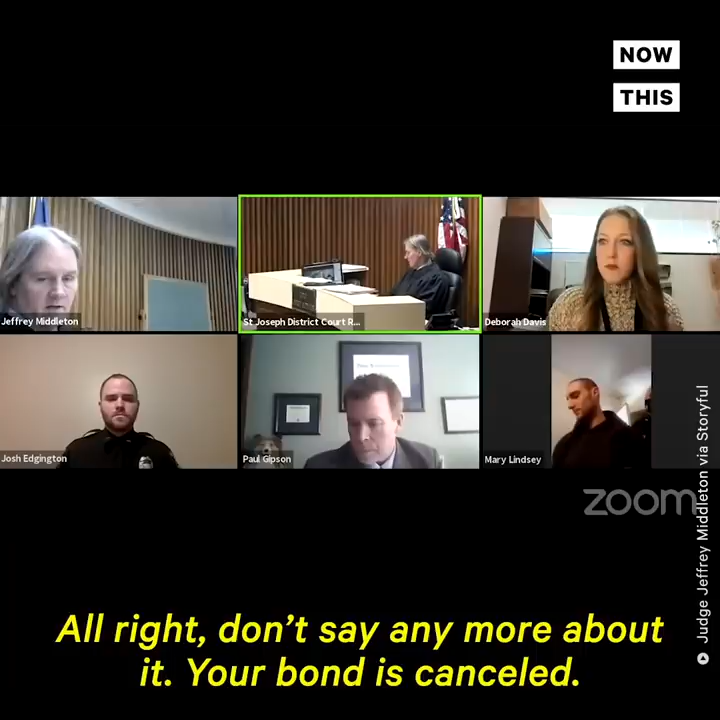 NOW
THIS
Jeffrey Middleton
St Joseph District Court R...
Deborah Davis
Josh Edgington
Paul Gipson
Mary Lindsey
zoom
Judge Jeffrey Middleton via Storyful
All right, don't say any more about
it. Your bond is canceled.